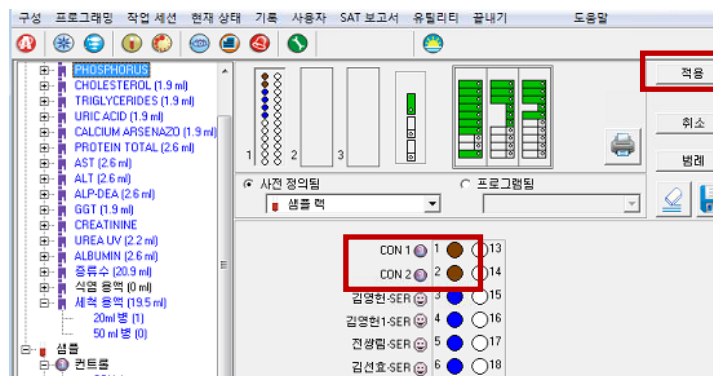 구성 프로그래밍 작업 세션 현재 상태 기록 사용자 SAT 보고서 유틸리티 끝내기 도움말
PHOSPHORUS
CHOLESTEROL (1.9 ml)
TRIGLYCERIDES (1.9 ml)
URIC ACID (1.9 ml)
CALCIUM ARSENAZO (1.9 ml)
PROTEIN TOTAL (2.6 ml)
AST (2.6 ml)
ALT (2.6 ml)
ALP-DEA (2.6 ml)
GGT (1.9 ml)
CREATININE
UREA UV (2.2 ml)
ALBUMIN (2.6 ml)
증류수 (20.9 ml)
식염 용액 (0 ml)
세척 용액 (19.5 ml)
20ml 병 (1)
50 ml 병 (0)
샘플
컨트롤
1 2 3
사전 정의됨 프로그램됨
샘플 랙
CON 1 1 13
CON 2 2 14
김영헌-SER 3 15
김영헌1-SER 4 16
전쌍림-SER 5 17
김선효-SER 6 18
적용
취소
범례